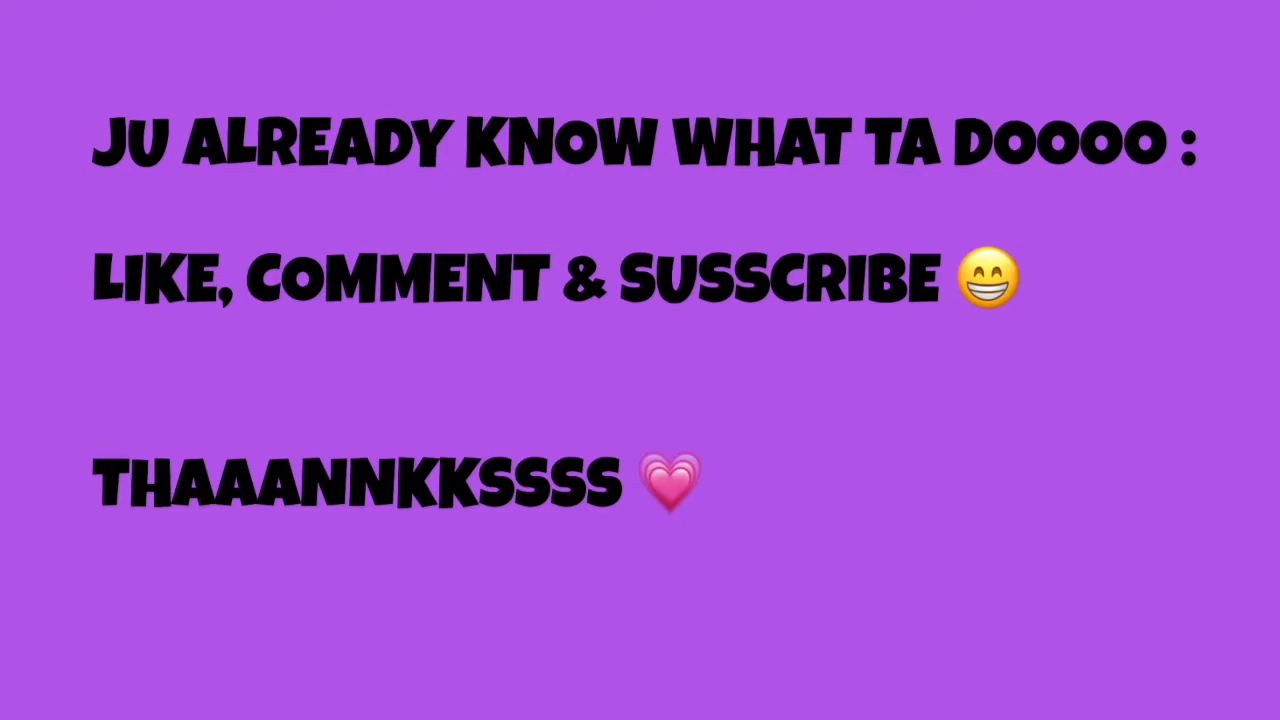 JU ALREADY KNOW WHAT TA DOOOO :
LIKE, COMMENT & SUSSCRIBE 😁
THAAANNKKSSSS 💗